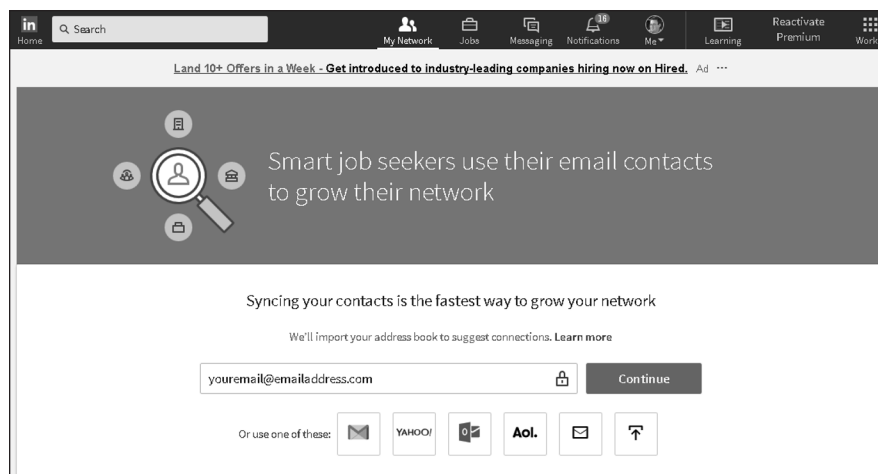 in
Home
Search
My Network
Jobs
Messaging
16
Notifications
Me
Learning
Reactivate
Premium
Work
Land 10+ Offers in a Week - Get introduced to industry-leading companies hiring now on Hired. Ad ...
Smart job seekers use their email contacts
to grow their network
Syncing your contacts is the fastest way to grow your network
We'll import your address book to suggest connections. Learn more
youremail@emailaddress.com
Continue
Or use one of these:
YAHOO!
Aol.